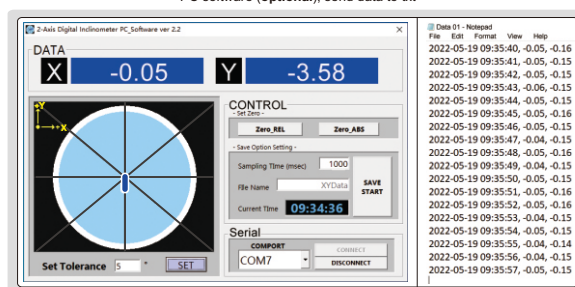 PC software (optional), send data to
2-Axis Digital Inclinometer PC_Software ver 2.2
DATA
X -0.05 Y -3.58
+Y
X
CONTROL
- Set Zero -
Zero_REL Zero_ABS
- Save Option Setting -
Sampling Time (msec) 1000
File Name XYData
SAVE START
Current Time 09:34:36
Serial
COMPORT
COM7
CONNECT
DISCONNECT
Set Tolerance 5 ° SET
Data 01 - Notepad
File Edit Format View Help
2022-05-19 09:35:40, -0.05, -0.16
2022-05-19 09:35:41, -0.05, -0.15
2022-05-19 09:35:42, -0.05, -0.15
2022-05-19 09:35:43, -0.06, -0.15
2022-05-19 09:35:44, -0.05, -0.15
2022-05-19 09:35:45, -0.05, -0.16
2022-05-19 09:35:46, -0.05, -0.15
2022-05-19 09:35:47, -0.04, -0.15
2022-05-19 09:35:48, -0.05, -0.16
2022-05-19 09:35:49, -0.04, -0.15
2022-05-19 09:35:50, -0.05, -0.15
2022-05-19 09:35:51, -0.05, -0.16
2022-05-19 09:35:52, -0.05, -0.16
2022-05-19 09:35:53, -0.04, -0.15
2022-05-19 09:35:54, -0.05, -0.15
2022-05-19 09:35:55, -0.04, -0.14
2022-05-19 09:35:56, -0.04, -0.15
2022-05-19 09:35:57, -0.05, -0.15